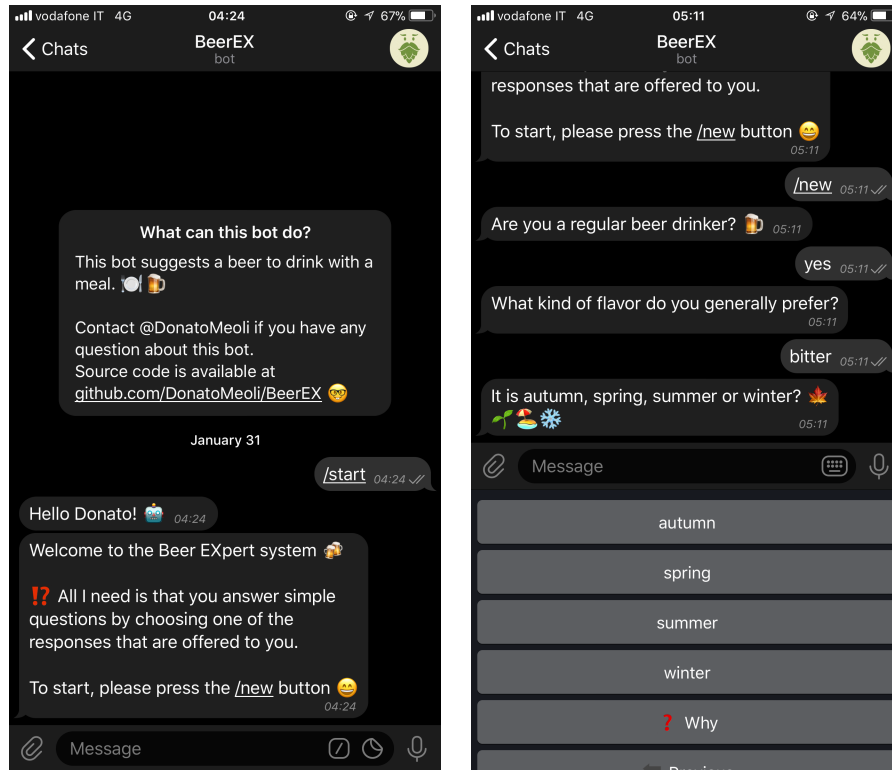 vodafone IT 4G 04:24 67%
Chats BeerEX
bot
What can this bot do?
This bot suggests a beer to drink with a
meal. 🍽🍺
Contact @DonatoMeoli if you have any
question about this bot.
Source code is available at
github.com/DonatoMeoli/BeerEX 🤓
January 31
/start 04:24
Hello Donato! 🤖 04:24
Welcome to the Beer EXpert system 🍻
⁉️ All I need is that you answer simple
questions by choosing one of the
responses that are offered to you.
To start, please press the /new button 😄
04:24
Message
vodafone IT 4G 05:11 64%
Chats BeerEX
bot
responses that are offered to you.
To start, please press the /new button 😄
05:11
/new 05:11
Are you a regular beer drinker? 🍺 05:11
yes 05:11
What kind of flavor do you generally prefer?
05:11
bitter 05:11
It is autumn, spring, summer or winter? 🍁
🌱🏖❄️ 05:11
Message
autumn
spring
summer
winter
❓ Why